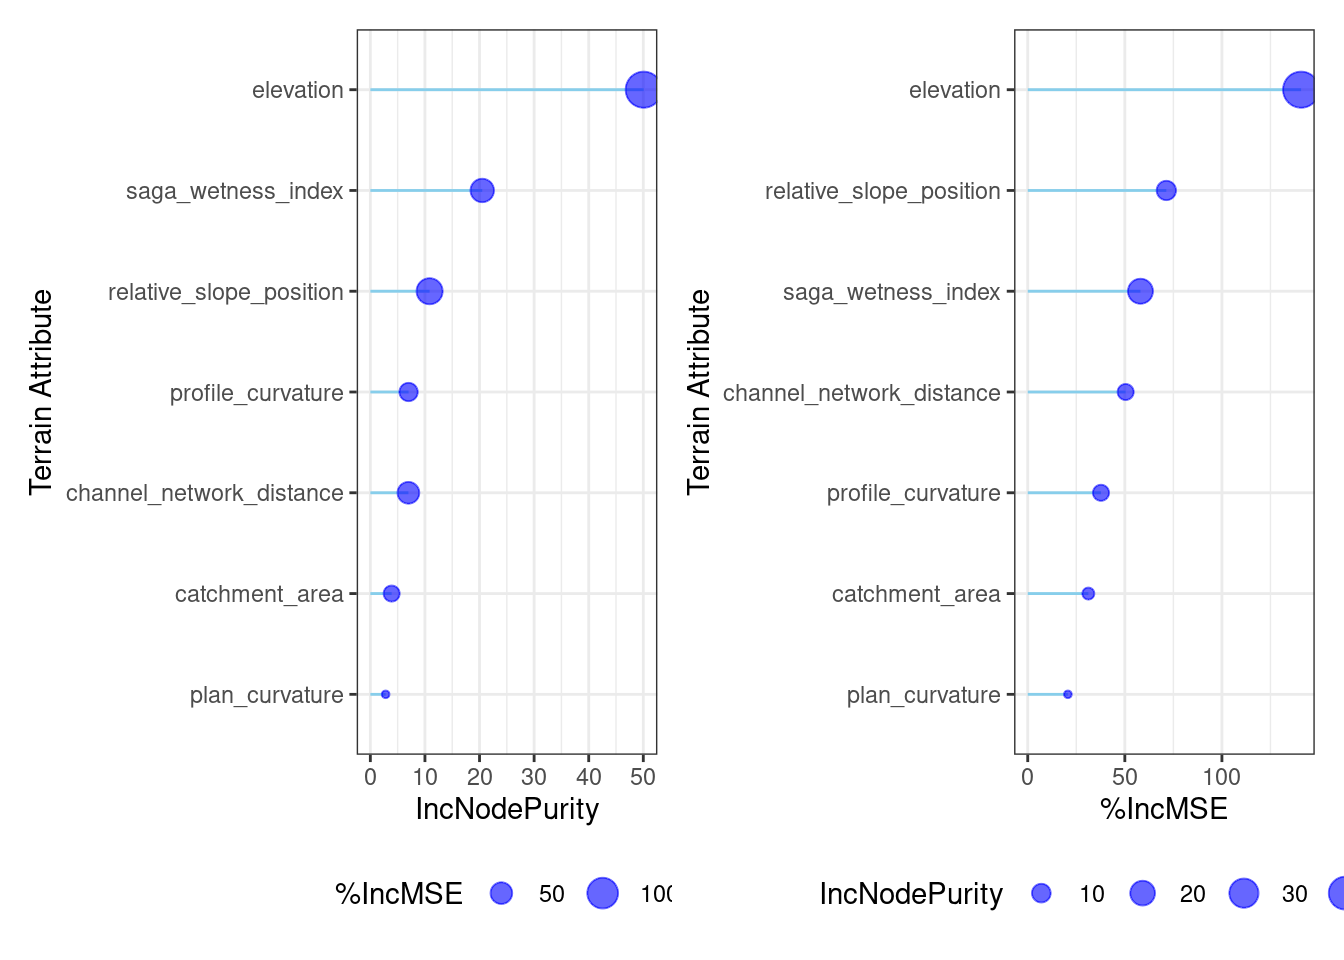 Terrain Attribute
elevation
saga_wetness_index
relative_slope_position
profile_curvature
channel_network_distance
catchment_area
plan_curvature
0 10 20 30 40 50
IncNodePurity
%IncMSE 50 100
Terrain Attribute
elevation
relative_slope_position
saga_wetness_index
channel_network_distance
profile_curvature
catchment_area
plan_curvature
0 50 100
%IncMSE
IncNodePurity 10 20 30